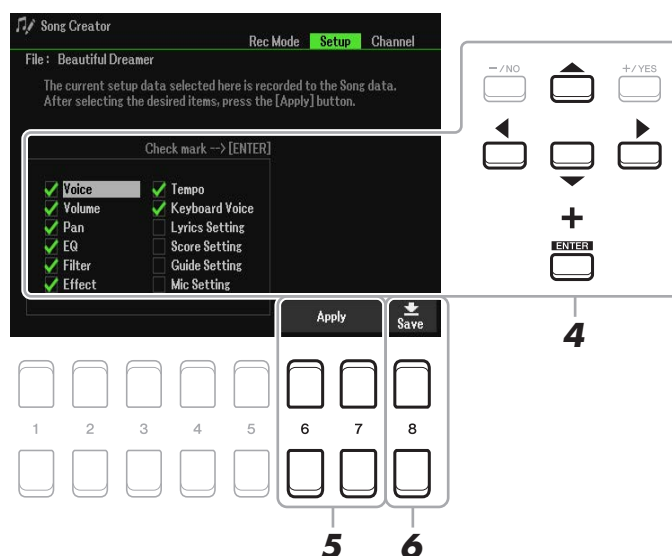 Song Creator
Rec Mode Setup Channel
File : Beautiful Dreamer
The current setup data selected here is recorded to the Song data.
After selecting the desired items, press the [Apply] button.
Check mark --> [ENTER]
Voice Tempo
Volume Keyboard Voice
Pan Lyrics Setting
EQ Score Setting
Filter Guide Setting
Effect Mic Setting
Apply
Save
-/NO
+/YES
+
ENTER
4
1 2 3 4 5 6 7 8
5 6